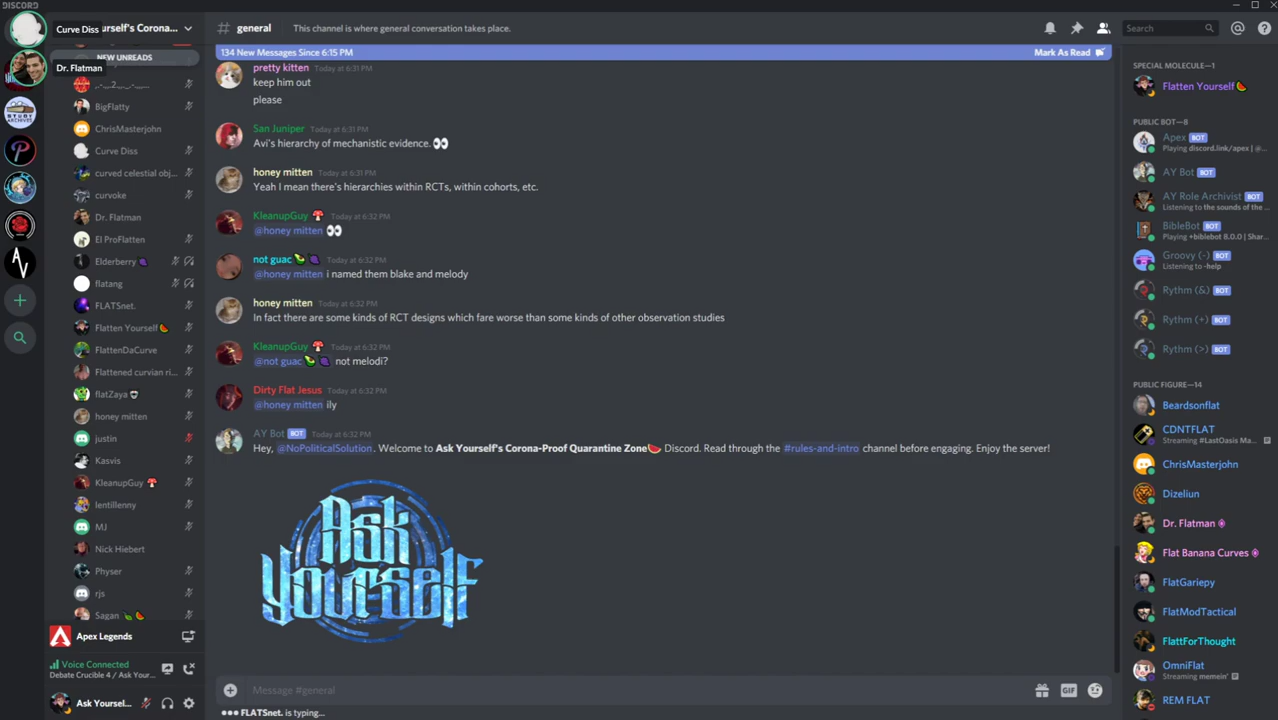 DISCORD
Curve Diss
urself's Corona...
Dr. Flatman
NEW UNREADS
BigFlatty
ChrisMasterjohn
Curve Diss
curved celestial obj...
curvoke
Dr. Flatman
El ProFlatten
Elderberry
flatang
FLATSnet.
Flatten Yourself
FlattenDaCurve
Flattened curvian ri...
flatZaya
honey mitten
justin
Kasvis
KleanupGuy
lentillenny
MJ
Nick Hiebert
Physer
rjs
Sagan
Apex Legends
Voice Connected
Debate Crucible 4 / Ask Your...
Ask Yoursel...
# general
This channel is where general conversation takes place.
Search
134 New Messages Since 6:15 PM
Mark As Read
pretty kitten Today at 6:31 PM
keep him out
please
San Juniper Today at 6:31 PM
Avi's hierarchy of mechanistic evidence. 👀
honey mitten Today at 6:31 PM
Yeah I mean there's hierarchies within RCTs, within cohorts, etc.
KleanupGuy 🍄 Today at 6:32 PM
@honey mitten 👀
not guac 🥑 🍠 Today at 6:32 PM
@honey mitten i named them blake and melody
honey mitten Today at 6:32 PM
In fact there are some kinds of RCT designs which fare worse than some kinds of other observation studies
KleanupGuy 🍄 Today at 6:32 PM
@not guac 🥑 🍠 not melodi?
Dirty Flat Jesus Today at 6:32 PM
@honey mitten ily
AY Bot BOT Today at 6:32 PM
Hey, @NoPoliticalSolution. Welcome to Ask Yourself's Corona-Proof Quarantine Zone🍉 Discord. Read through the #rules-and-intro channel before engaging. Enjoy the server!
Ask
Yourself
Message #general
GIF
FLATSnet. is typing...
SPECIAL MOLECULE—1
Flatten Yourself 🍉
PUBLIC BOT—8
Apex BOT
Playing discord.link/apex | @...
AY Bot BOT
AY Role Archivist BOT
Listening to the sounds of the ...
BibleBot BOT
Playing +biblebot 8.0.0 | Shar...
Groovy (-) BOT
Listening to -help
Rythm (&) BOT
Rythm (+) BOT
Rythm (>) BOT
PUBLIC FIGURE—14
Beardsonflat
CDNTFLAT
Streaming #LastOasis Ma...
ChrisMasterjohn
Dizeliun
Dr. Flatman
Flat Banana Curves
FlatGariepy
FlatModTactical
FlattForThought
OmniFlat
Streaming memein'
REM FLAT